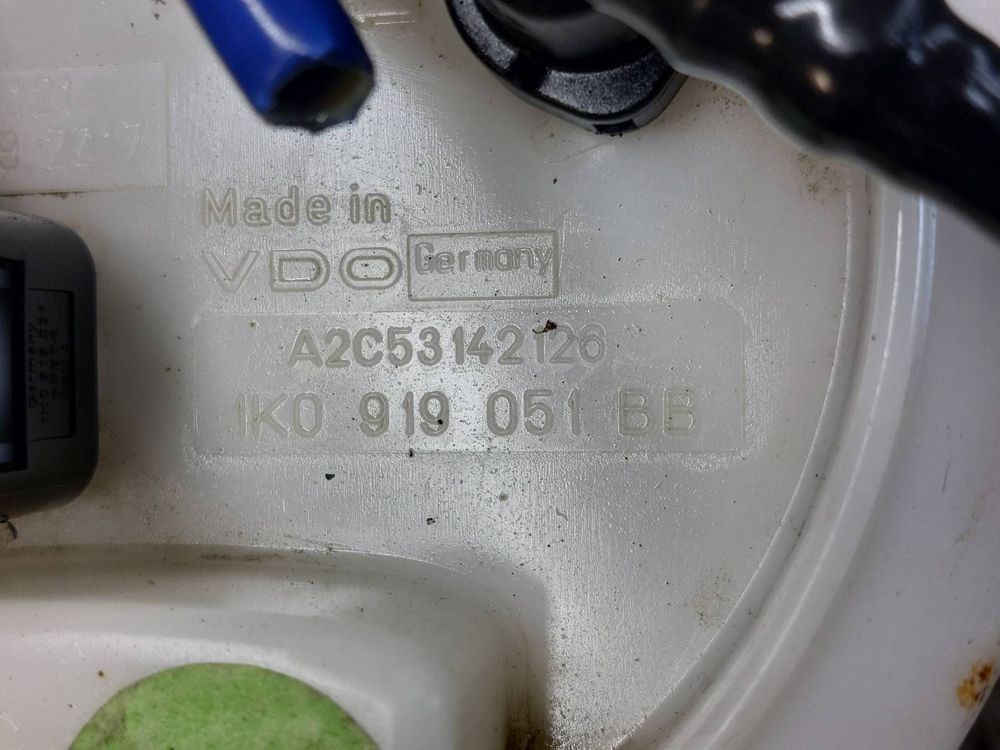 Made in
VDO Germany
A2C53142126
1K0 919 051 BB